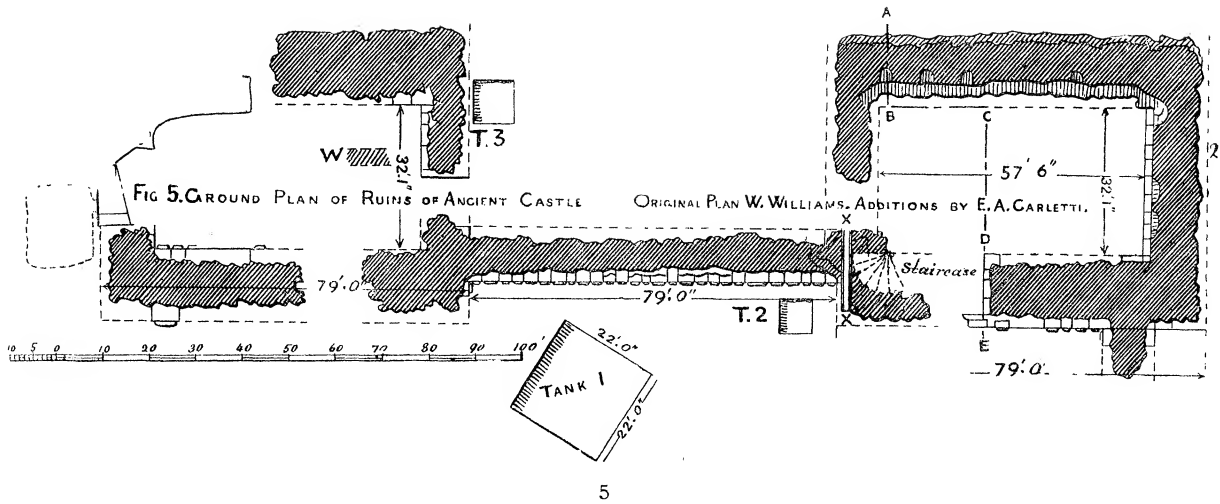 A
T.3
B
C
2
W
32.'1"
57' 6"
32'1"
FIG 5. GROUND PLAN OF RUINS OF ANCIENT CASTLE ORIGINAL PLAN W. WILLIAMS. ADDITIONS BY E.A. CARLETTI.
X
D
Staircase
79'.0"
79'.0"
T.2
X
E
10 5 0 10 20 30 40 50 60 70 80 90 100'
79'.0"
22'.0"
TANK 1
22'.0"
5